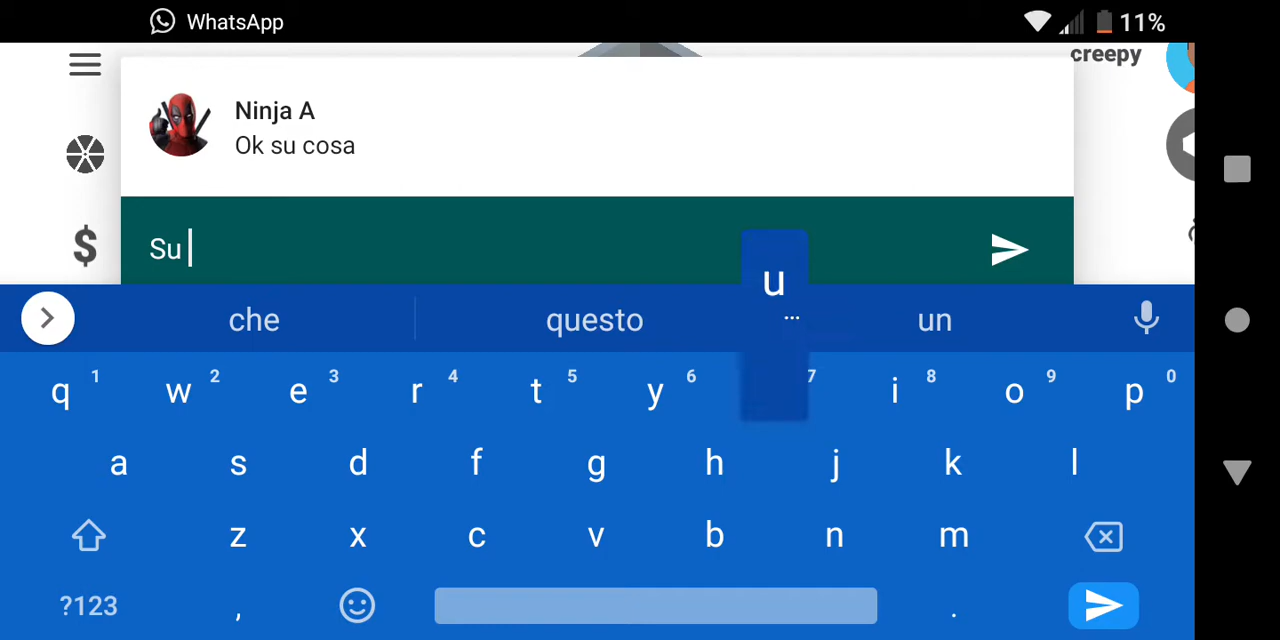 WhatsApp
11%
creepy
Ninja A
Ok su cosa
$
Su
u
che questo ... un
q 1 w 2 e 3 r 4 t 5 y 6 7 i 8 o 9 p 0
a s d f g h j k l
z x c v b n m
?123 , .